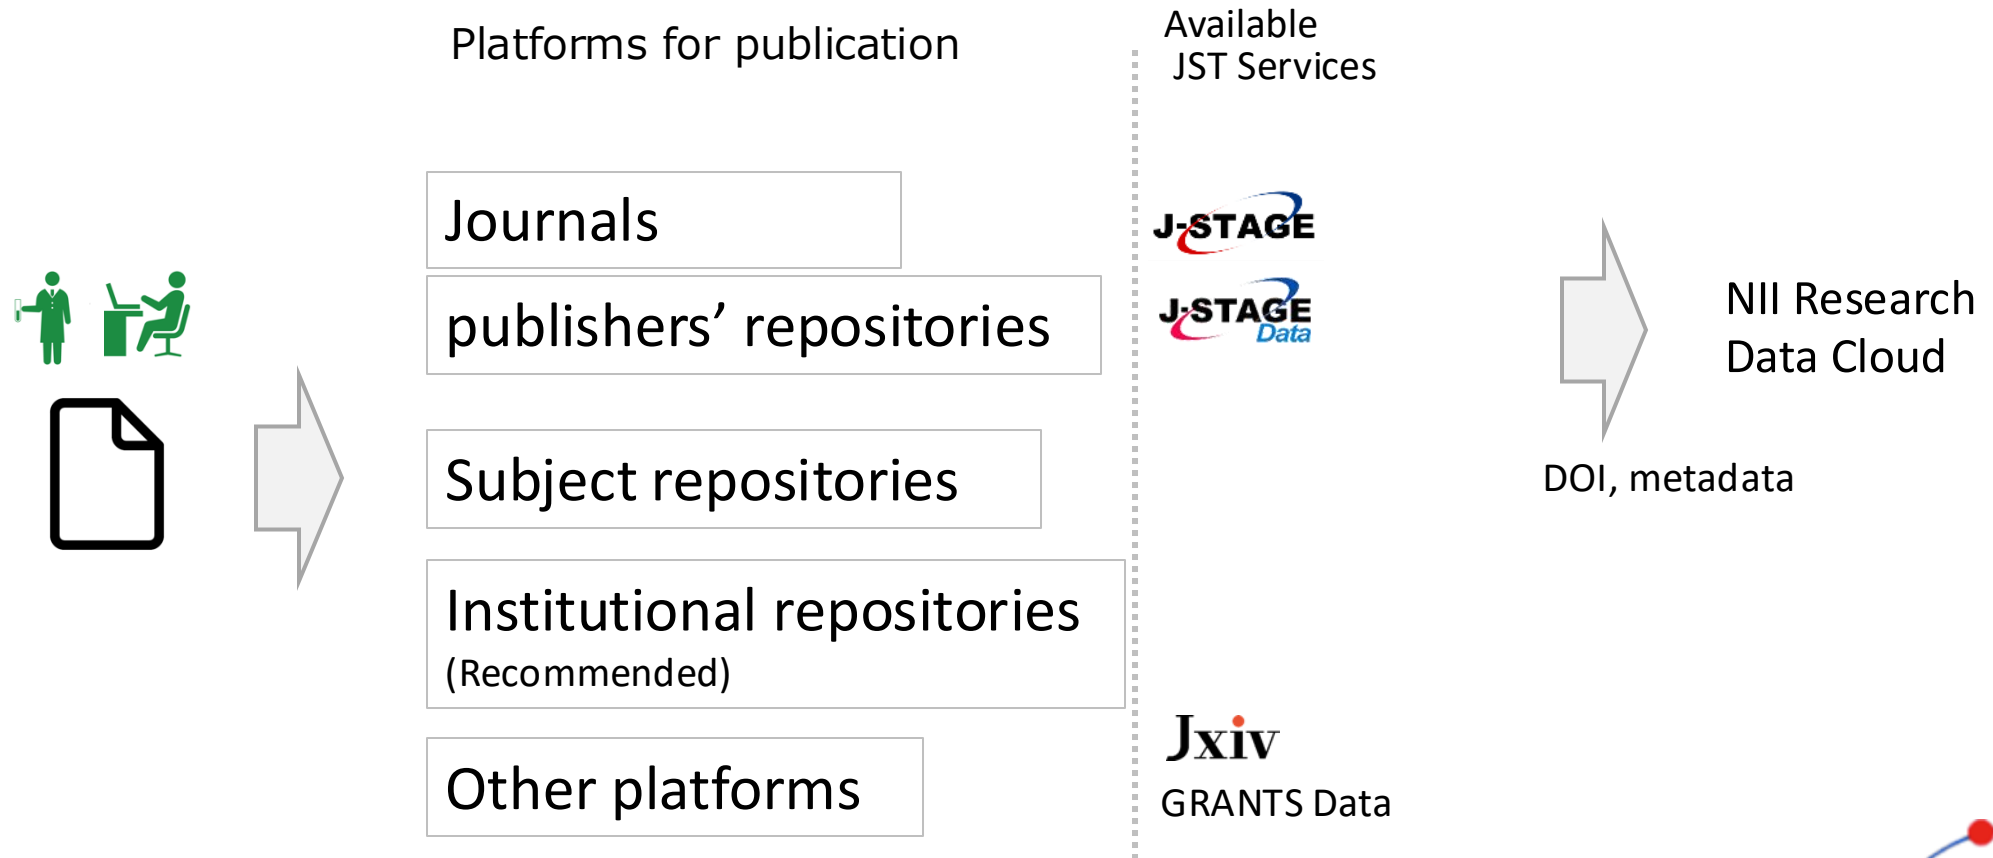 Platforms for publication
Available
JST Services
Journals
publishers’ repositories
Subject repositories
Institutional repositories
(Recommended)
Other platforms
J-STAGE
J-STAGE
Data
Jxiv
GRANTS Data
NII Research
Data Cloud
DOI, metadata